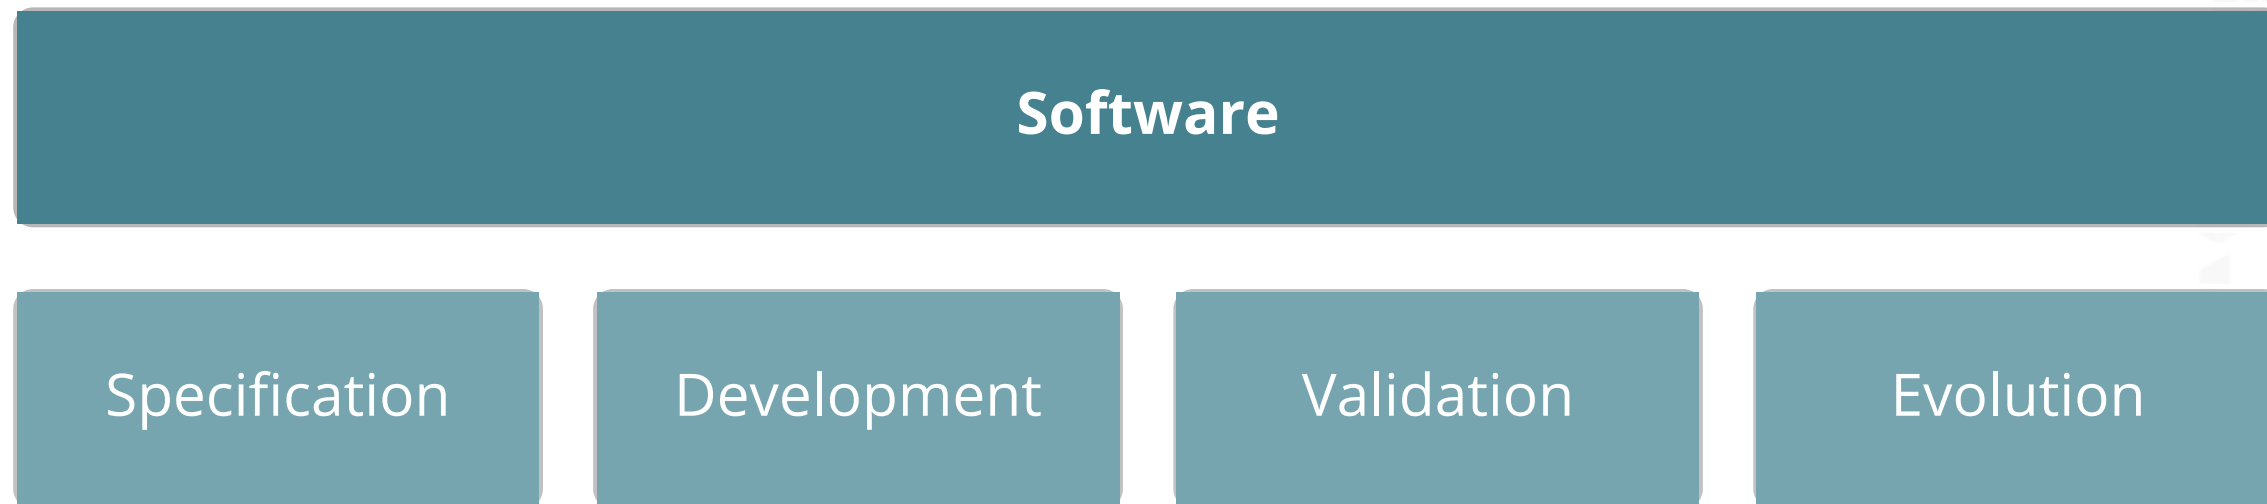 Software
Specification
Development
Validation
Evolution